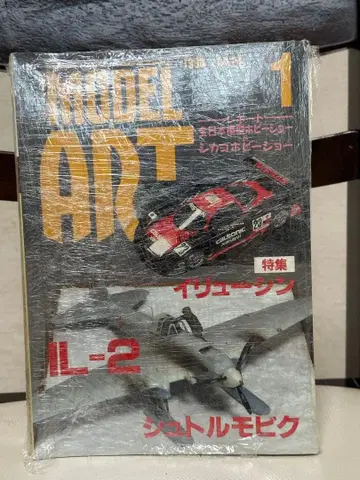 MODEL
ART
1
レポート
全日本模型ホビーショー
シカゴホビーショー
特集
イリューシン
IL-2
シュトルモビク